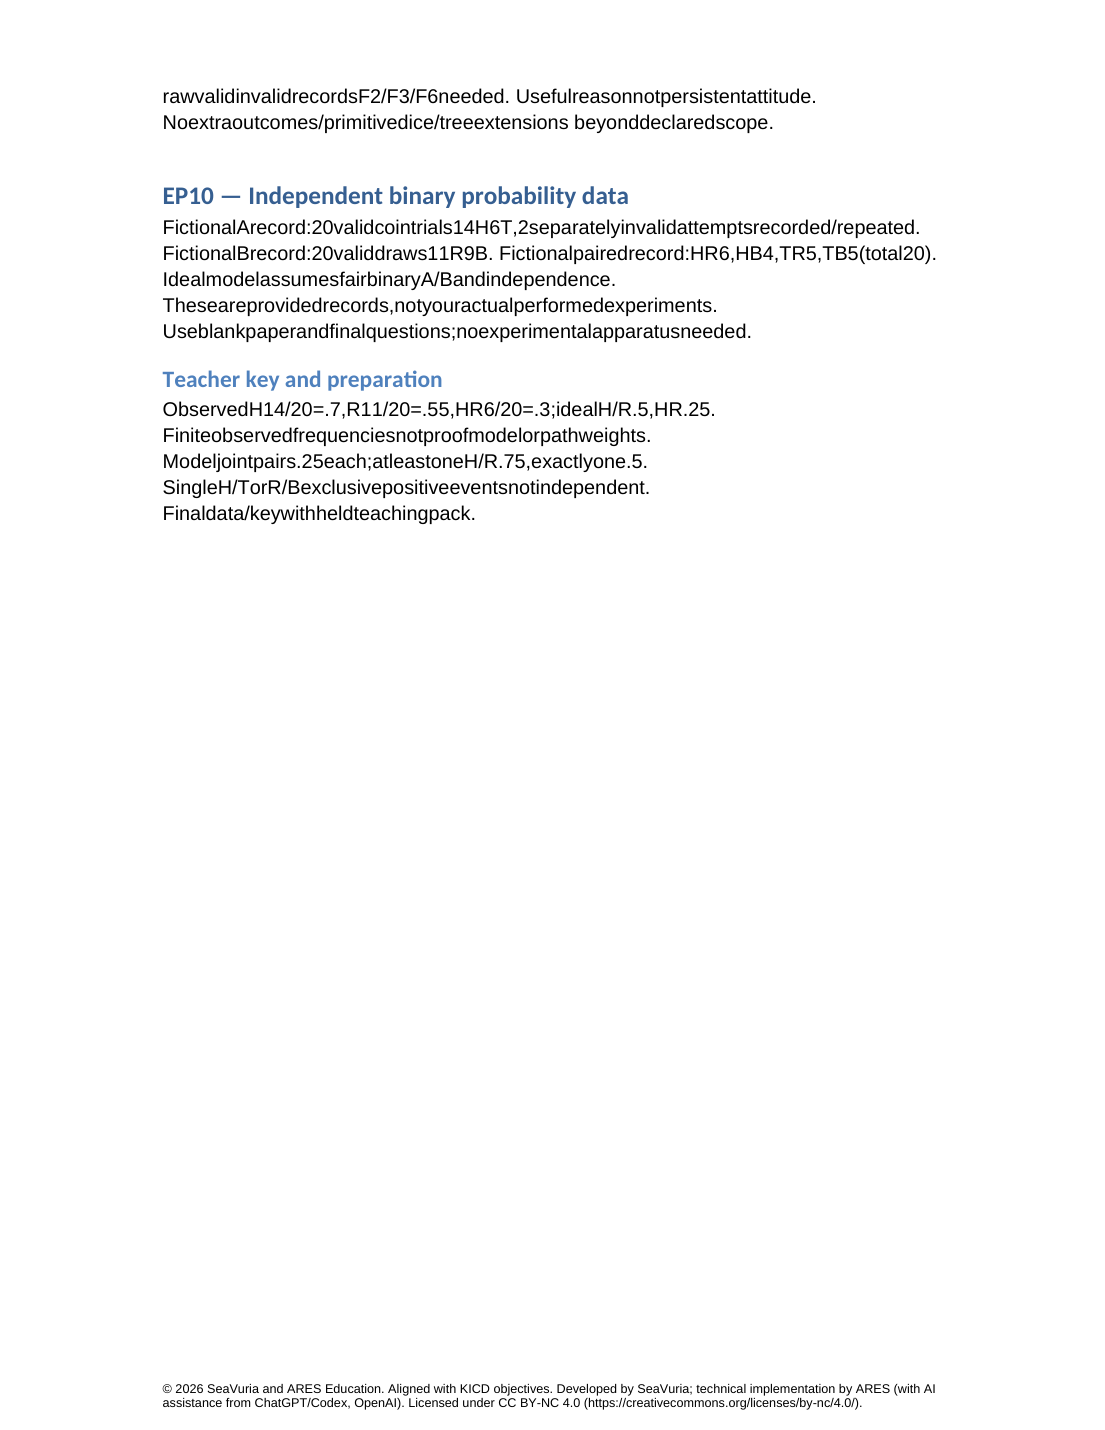 rawvalidinvalidrecordsF2/F3/F6needed. Usefulreasonnotpersistentattitude.
Noextraoutcomes/primitivedice/treeextensions beyonddeclaredscope.
EP10 — Independent binary probability data
FictionalArecord:20validcointrials14H6T,2separatelyinvalidattemptsrecorded/repeated.
FictionalBrecord:20validdraws11R9B. Fictionalpairedrecord:HR6,HB4,TR5,TB5(total20).
IdealmodelassumesfairbinaryA/Bandindependence.
Theseareprovidedrecords,notyouractualperformedexperiments.
Useblankpaperandfinalquestions;noexperimentalapparatusneeded.
Teacher key and preparation
ObservedH14/20=.7,R11/20=.55,HR6/20=.3;idealH/R.5,HR.25.
Finiteobservedfrequenciesnotproofmodelorpathweights.
Modeljointpairs.25each;atleastoneH/R.75,exactlyone.5.
SingleH/TorR/Bexclusivepositiveeventsnotindependent.
Finaldata/keywithheldteachingpack.
© 2026 SeaVuria and ARES Education. Aligned with KICD objectives. Developed by SeaVuria; technical implementation by ARES (with AI
assistance from ChatGPT/Codex, OpenAI). Licensed under CC BY-NC 4.0 (https://creativecommons.org/licenses/by-nc/4.0/).